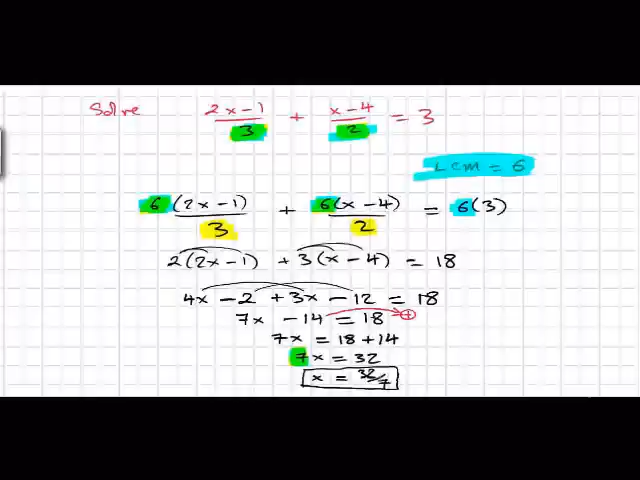 Solve (2x-1)/3 + (x-4)/2 = 3
LCM = 6
6(2x-1)/3 + 6(x-4)/2 = 6(3)
2(2x-1) + 3(x-4) = 18
4x - 2 + 3x - 12 = 18
7x - 14 = 18 +
7x = 18 + 14
7x = 32
x = 32/7